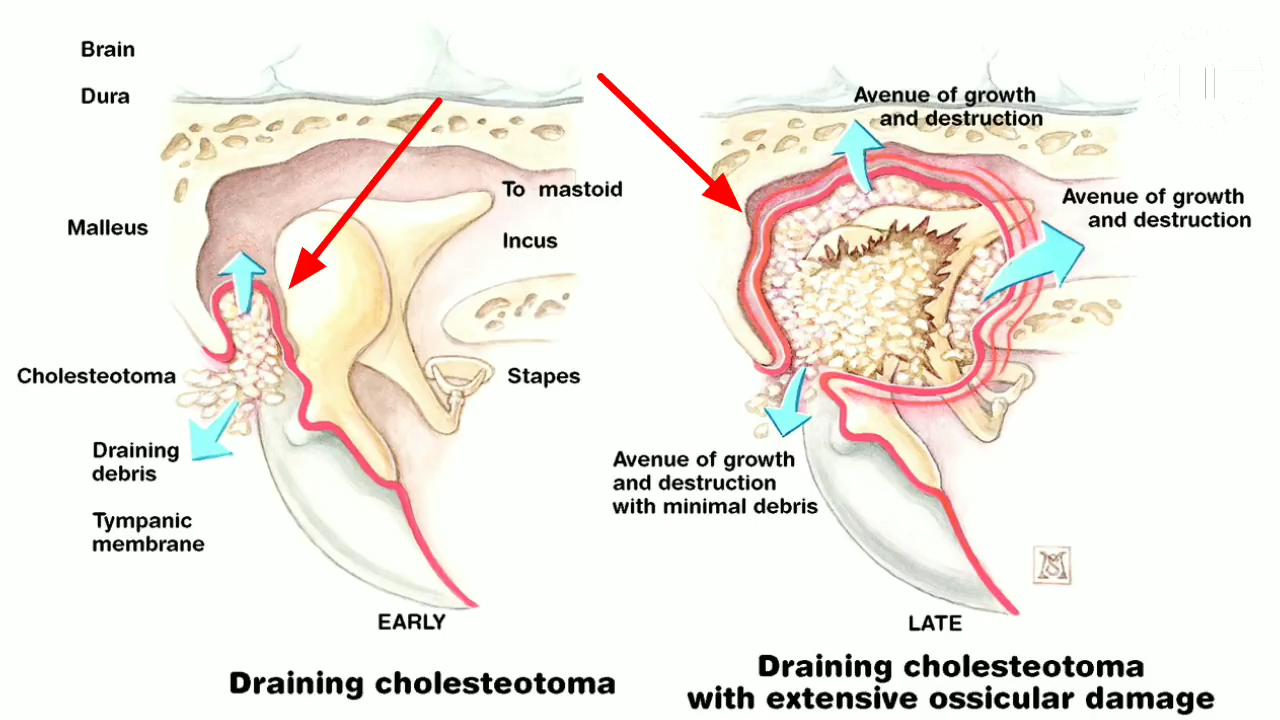 Brain
Dura
Malleus
To mastoid
Incus
Cholesteotoma
Stapes
Draining
debris
Tympanic
membrane
EARLY
Draining cholesteotoma
Avenue of growth
and destruction
Avenue of growth
and destruction
Avenue of growth
and destruction
with minimal debris
LATE
Draining cholesteotoma
with extensive ossicular damage